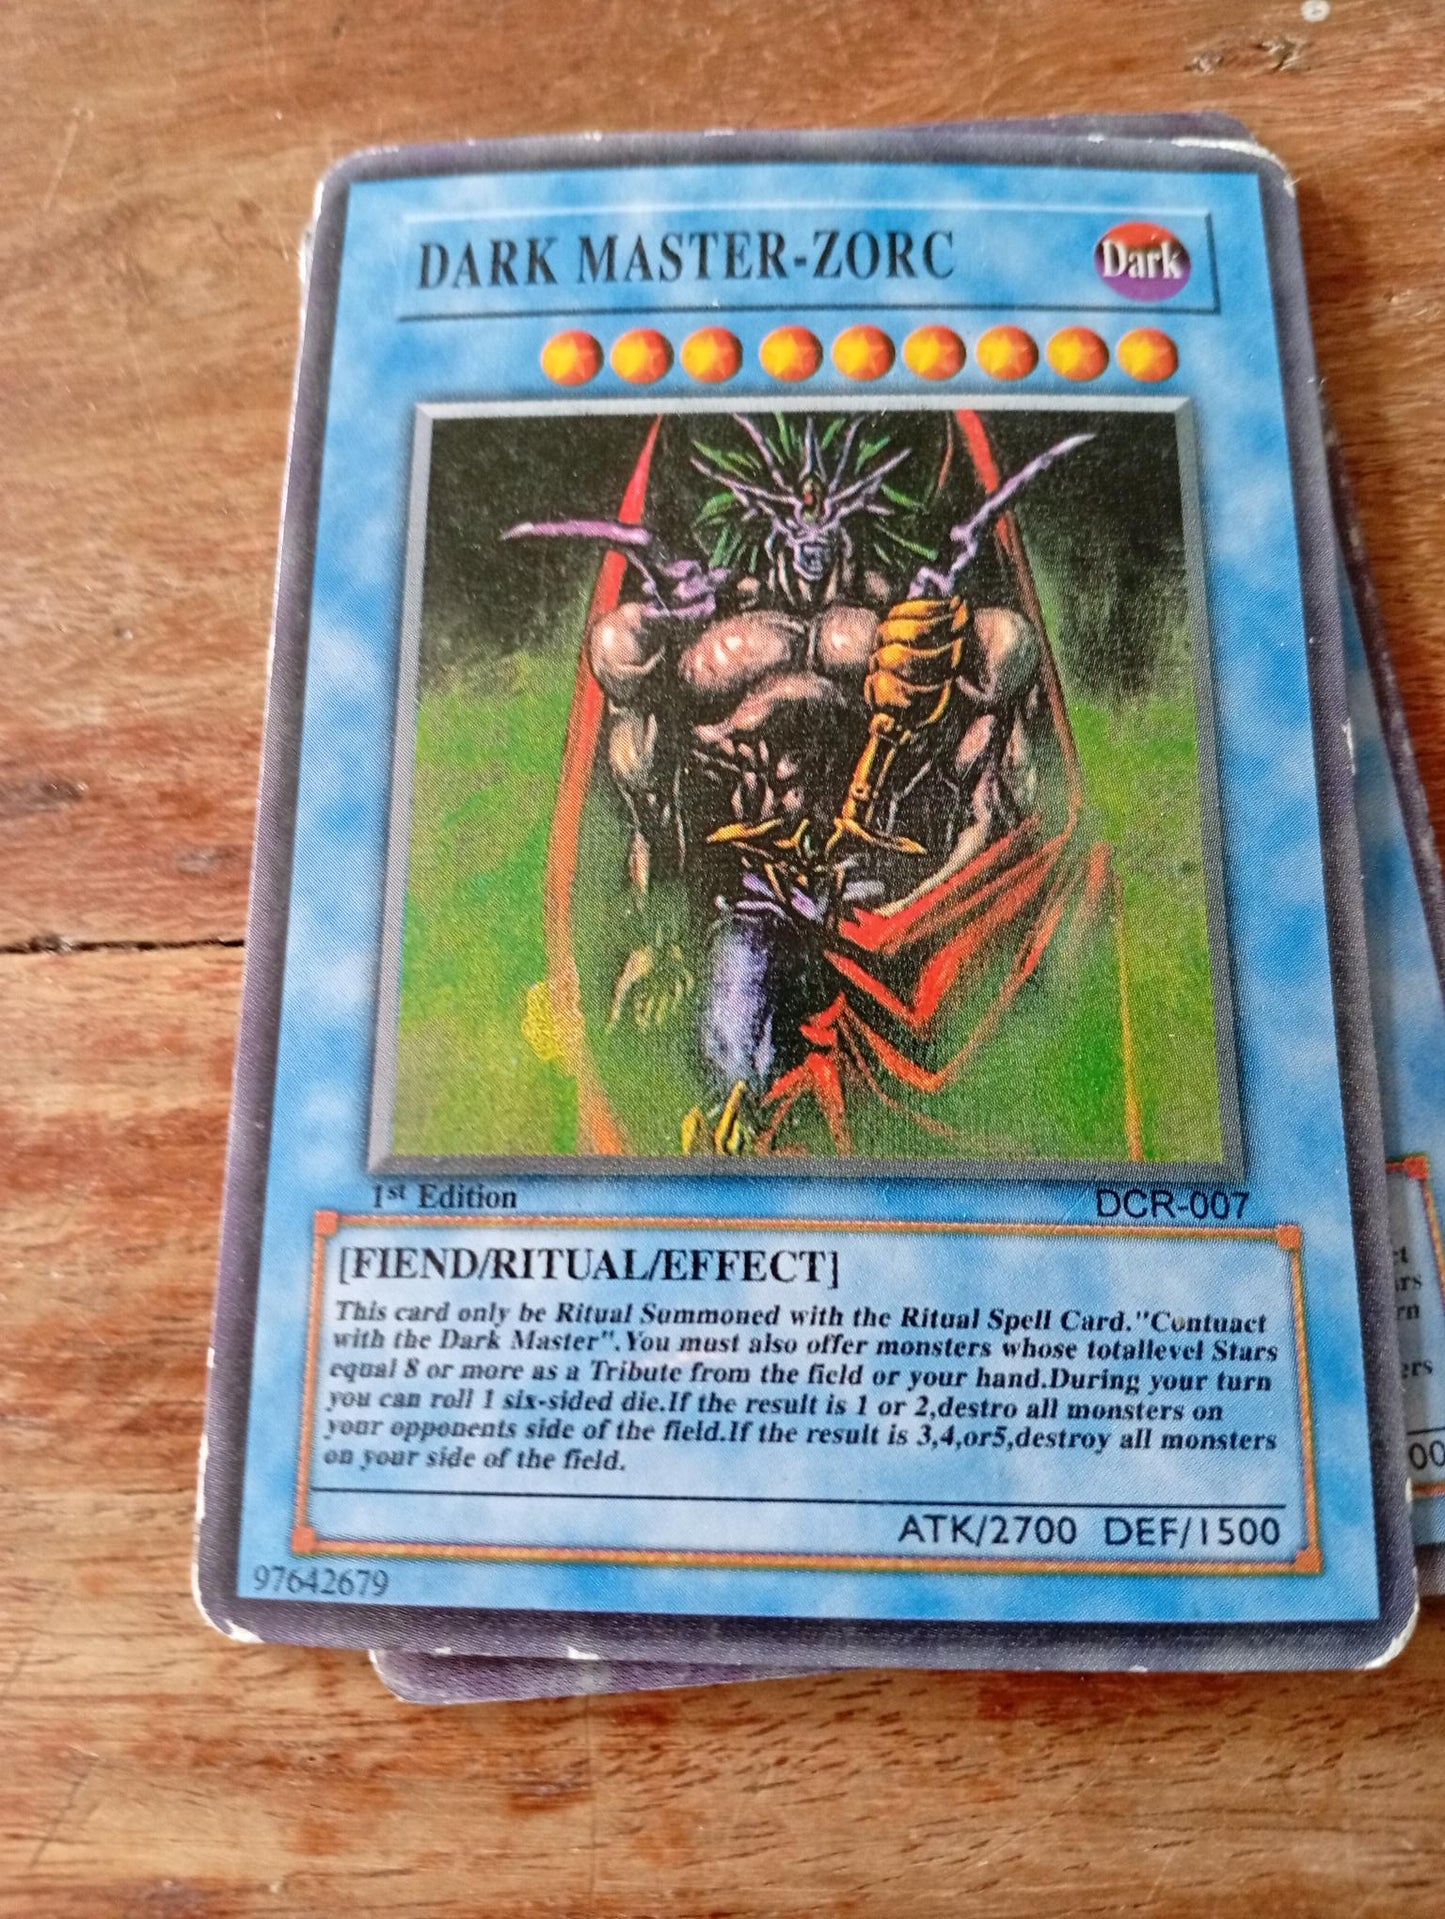 DARK MASTER-ZORC
Dark
1st Edition
DCR-007
[FIEND/RITUAL/EFFECT]
This card only be Ritual Summoned with the Ritual Spell Card."Contuact
with the Dark Master".You must also offer monsters whose totallevel Stars
equal 8 or more as a Tribute from the field or your hand.During your turn
you can roll 1 six-sided die.If the result is 1 or 2,destro all monsters on
your opponents side of the field.If the result is 3,4,or5,destroy all monsters
on your side of the field.
ATK/2700 DEF/1500
97642679